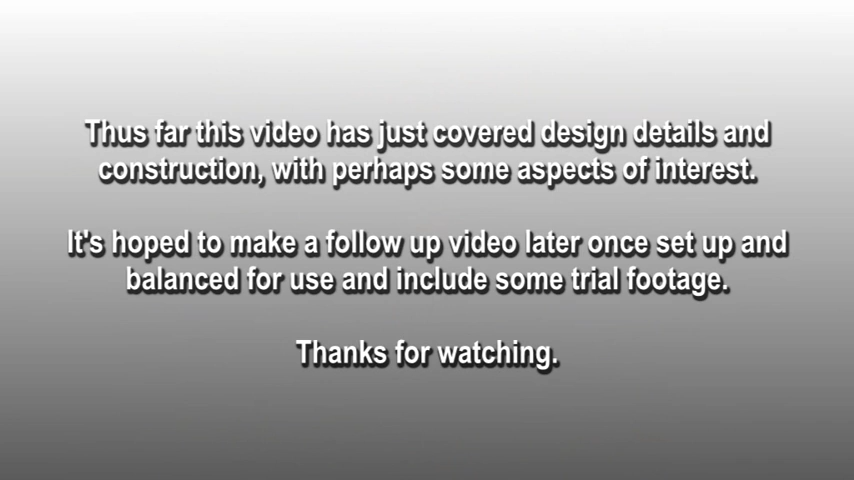 Thus far this video has just covered design details and
construction, with perhaps some aspects of interest.
It's hoped to make a follow up video later once set up and
balanced for use and include some trial footage.
Thanks for watching.